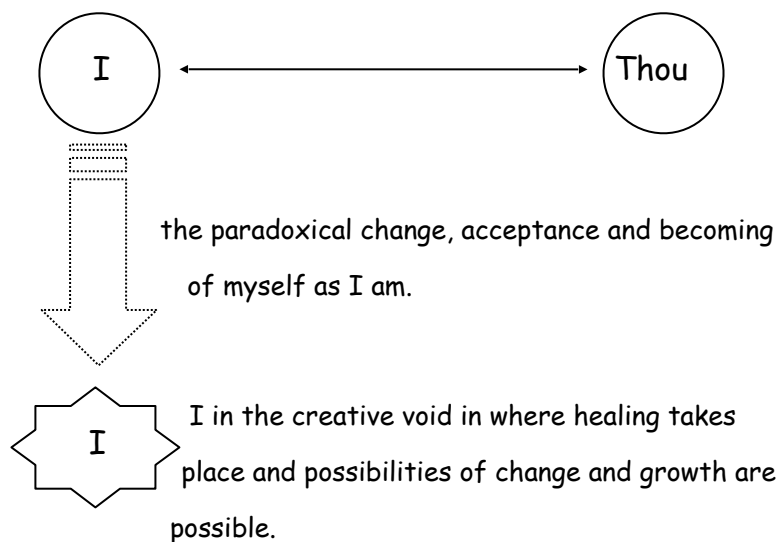 I
Thou
the paradoxical change, acceptance and becoming
of myself as I am.
I
I in the creative void in where healing takes
place and possibilities of change and growth are
possible.